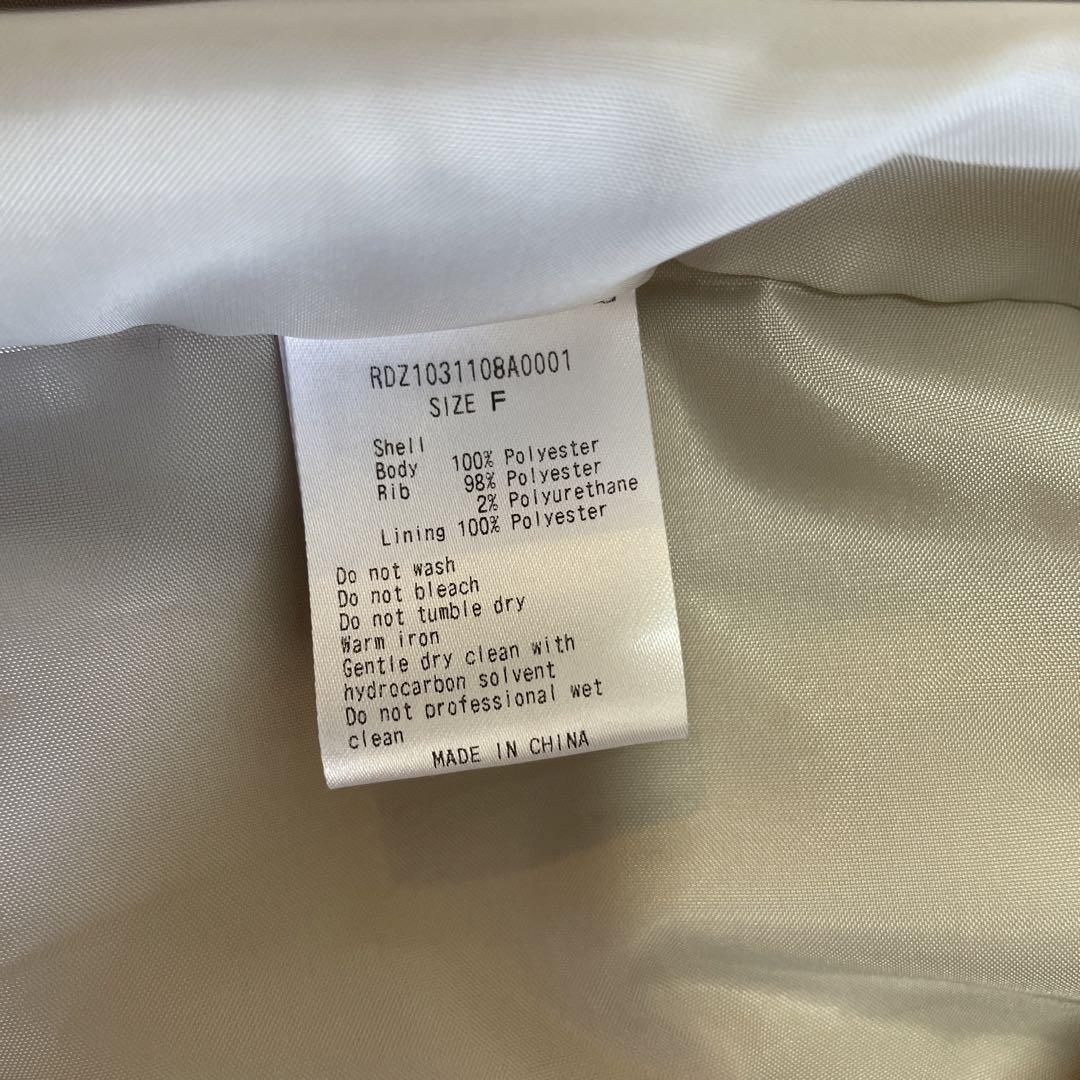 RDZ1031108A0001
SIZE F
Shell
Body 100% Polyester
Rib 98% Polyester
2% Polyurethane
Lining 100% Polyester
Do not wash
Do not bleach
Do not tumble dry
Warm iron
Gentle dry clean with
hydrocarbon solvent
Do not professional wet
clean
MADE IN CHINA